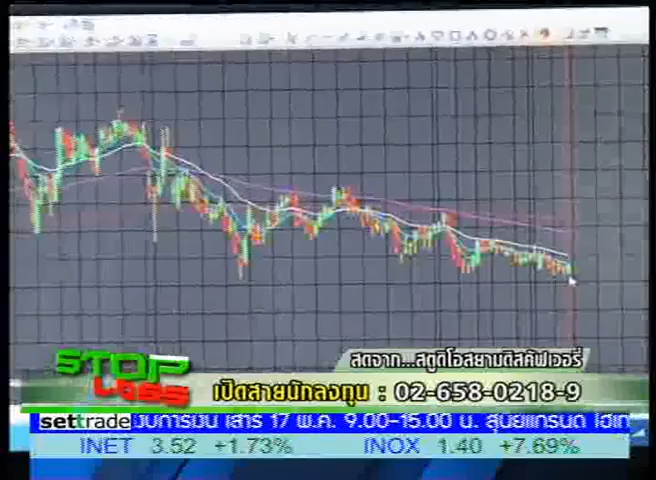 สดจาก...สตูดิโอสยามดิสคัฟเวอรี่
STOP LOSS
เปิดสายนักลงทุน : 02-658-0218-9
settrade เสาร์ 17 พ.ค. 9.00-15.00 น.
INET 3.52 +1.73% INOX 1.40 +7.69%